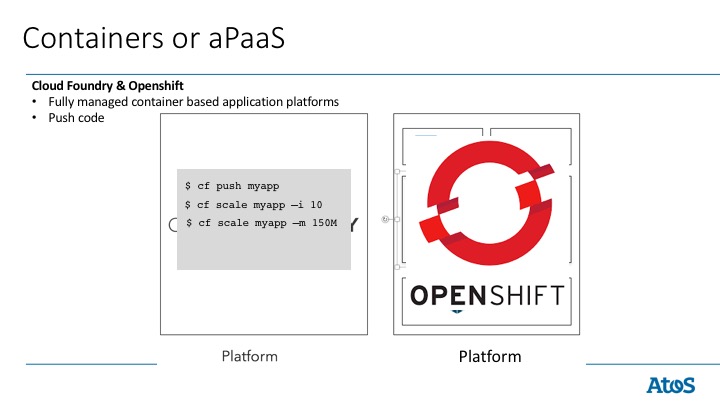 Containers or aPaaS
Cloud Foundry & Openshift
• Fully managed container based application platforms
• Push code
$ cf push myapp
$ cf scale myapp –i 10
$ cf scale myapp –m 150M
OPENSHIFT
Platform
Platform
Atos